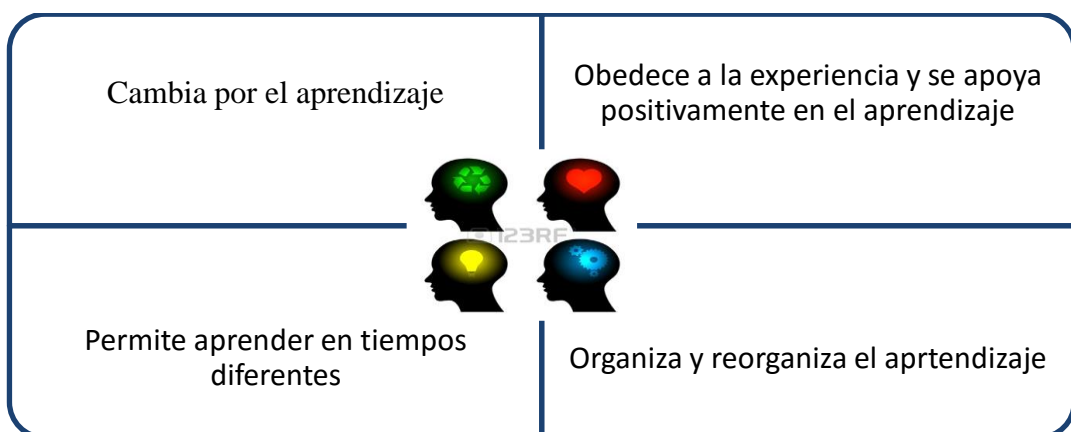 Cambia por el aprendizaje
Obedece a la experiencia y se apoya
positivamente en el aprendizaje
123RF
Permite aprender en tiempos
diferentes
Organiza y reorganiza el aprtendizaje